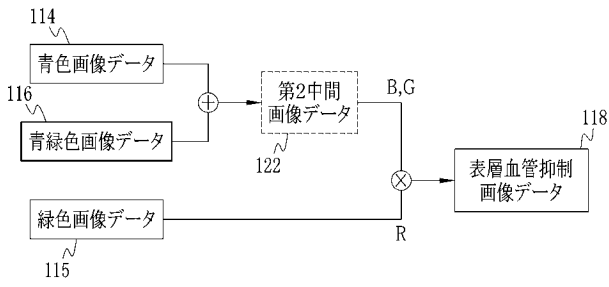 114
青色画像データ
116
青緑色画像データ
第2中間
画像データ
122
B,G
118
表層血管抑制
画像データ
緑色画像データ
115
R